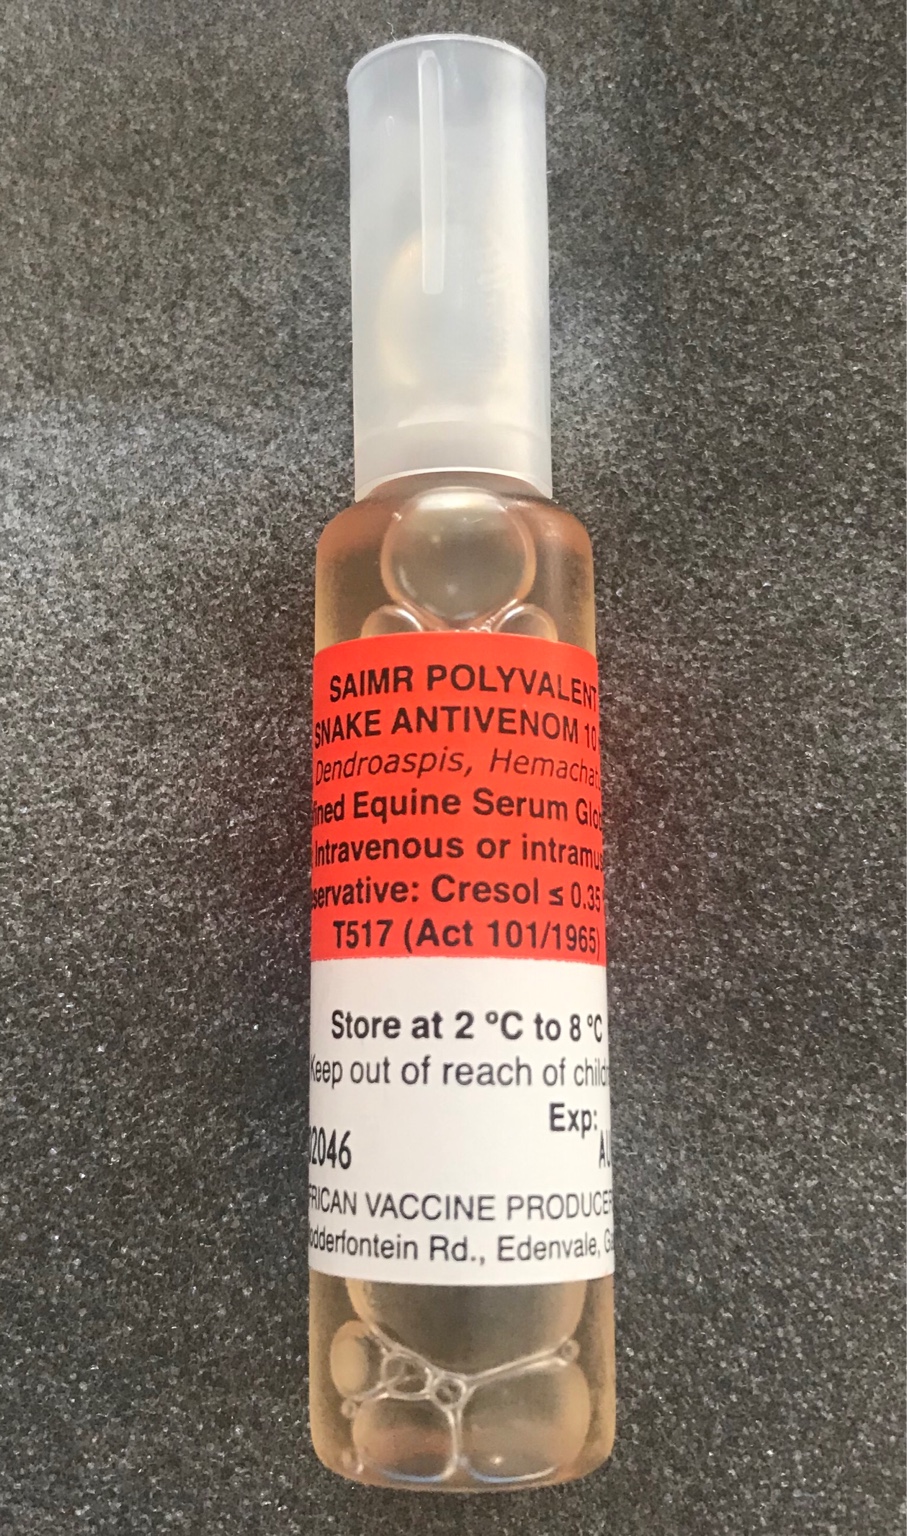 SAIMR POLYVALENT
SNAKE ANTIVENOM 10
Dendroaspis, Hemachat
ined Equine Serum Glo
Intravenous or intramus
servative: Cresol ≤ 0.35
T517 (Act 101/1965)
Store at 2 °C to 8 °C
Keep out of reach of child
Exp:
2046
RICAN VACCINE PRODUCER
odderfontein Rd., Edenvale, G